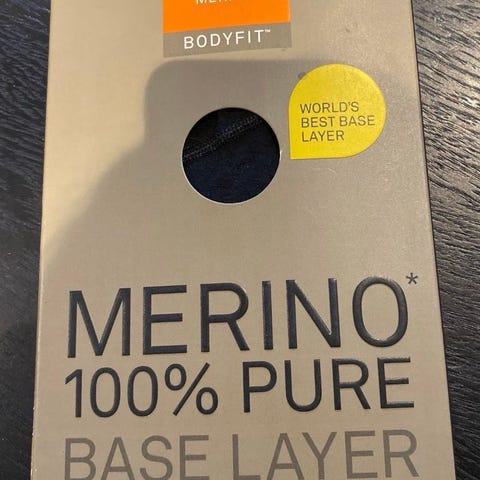 BODYFIT™
WORLD'S
BEST BASE
LAYER
MERINO*
100% PURE
BASE LAYER